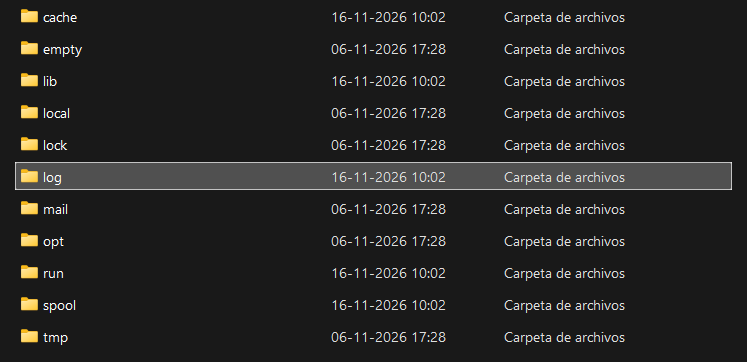 cache 16-11-2026 10:02 Carpeta de archivos
empty 06-11-2026 17:28 Carpeta de archivos
lib 16-11-2026 10:02 Carpeta de archivos
local 06-11-2026 17:28 Carpeta de archivos
lock 06-11-2026 17:28 Carpeta de archivos
log 16-11-2026 10:02 Carpeta de archivos
mail 06-11-2026 17:28 Carpeta de archivos
opt 06-11-2026 17:28 Carpeta de archivos
run 16-11-2026 10:02 Carpeta de archivos
spool 16-11-2026 10:02 Carpeta de archivos
tmp 06-11-2026 17:28 Carpeta de archivos